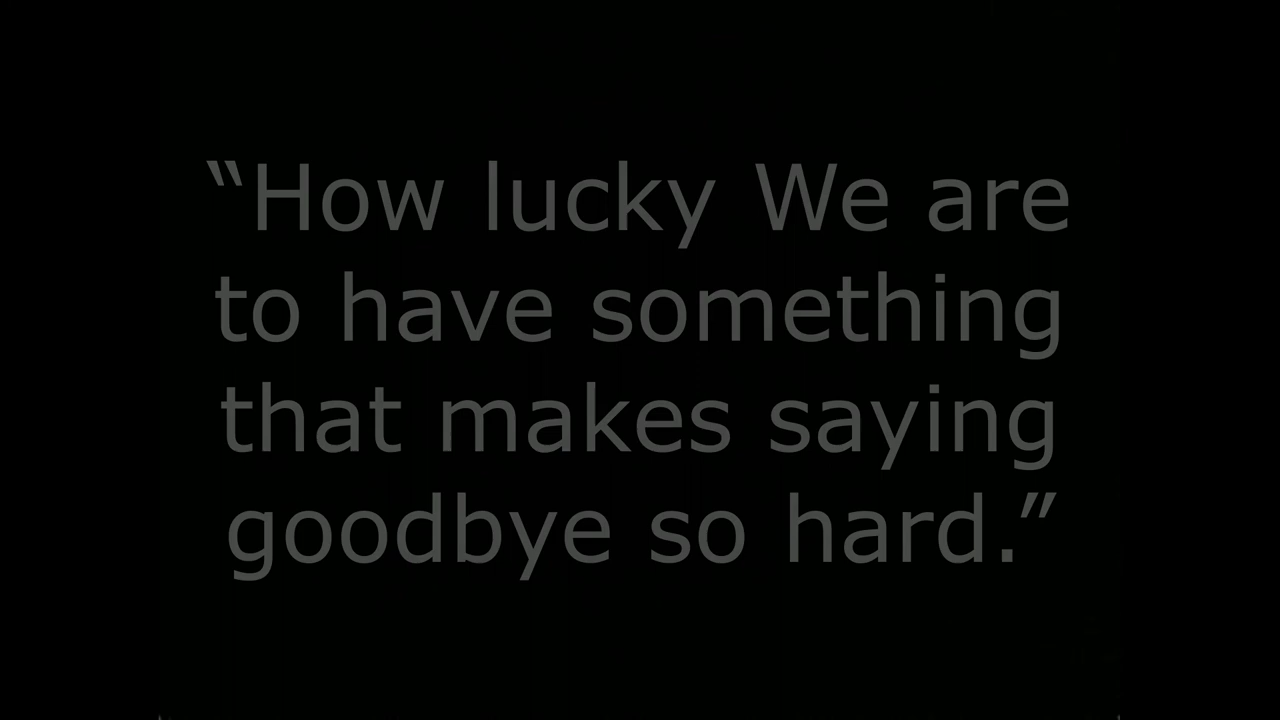 “How lucky We are
to have something
that makes saying
goodbye so hard.”